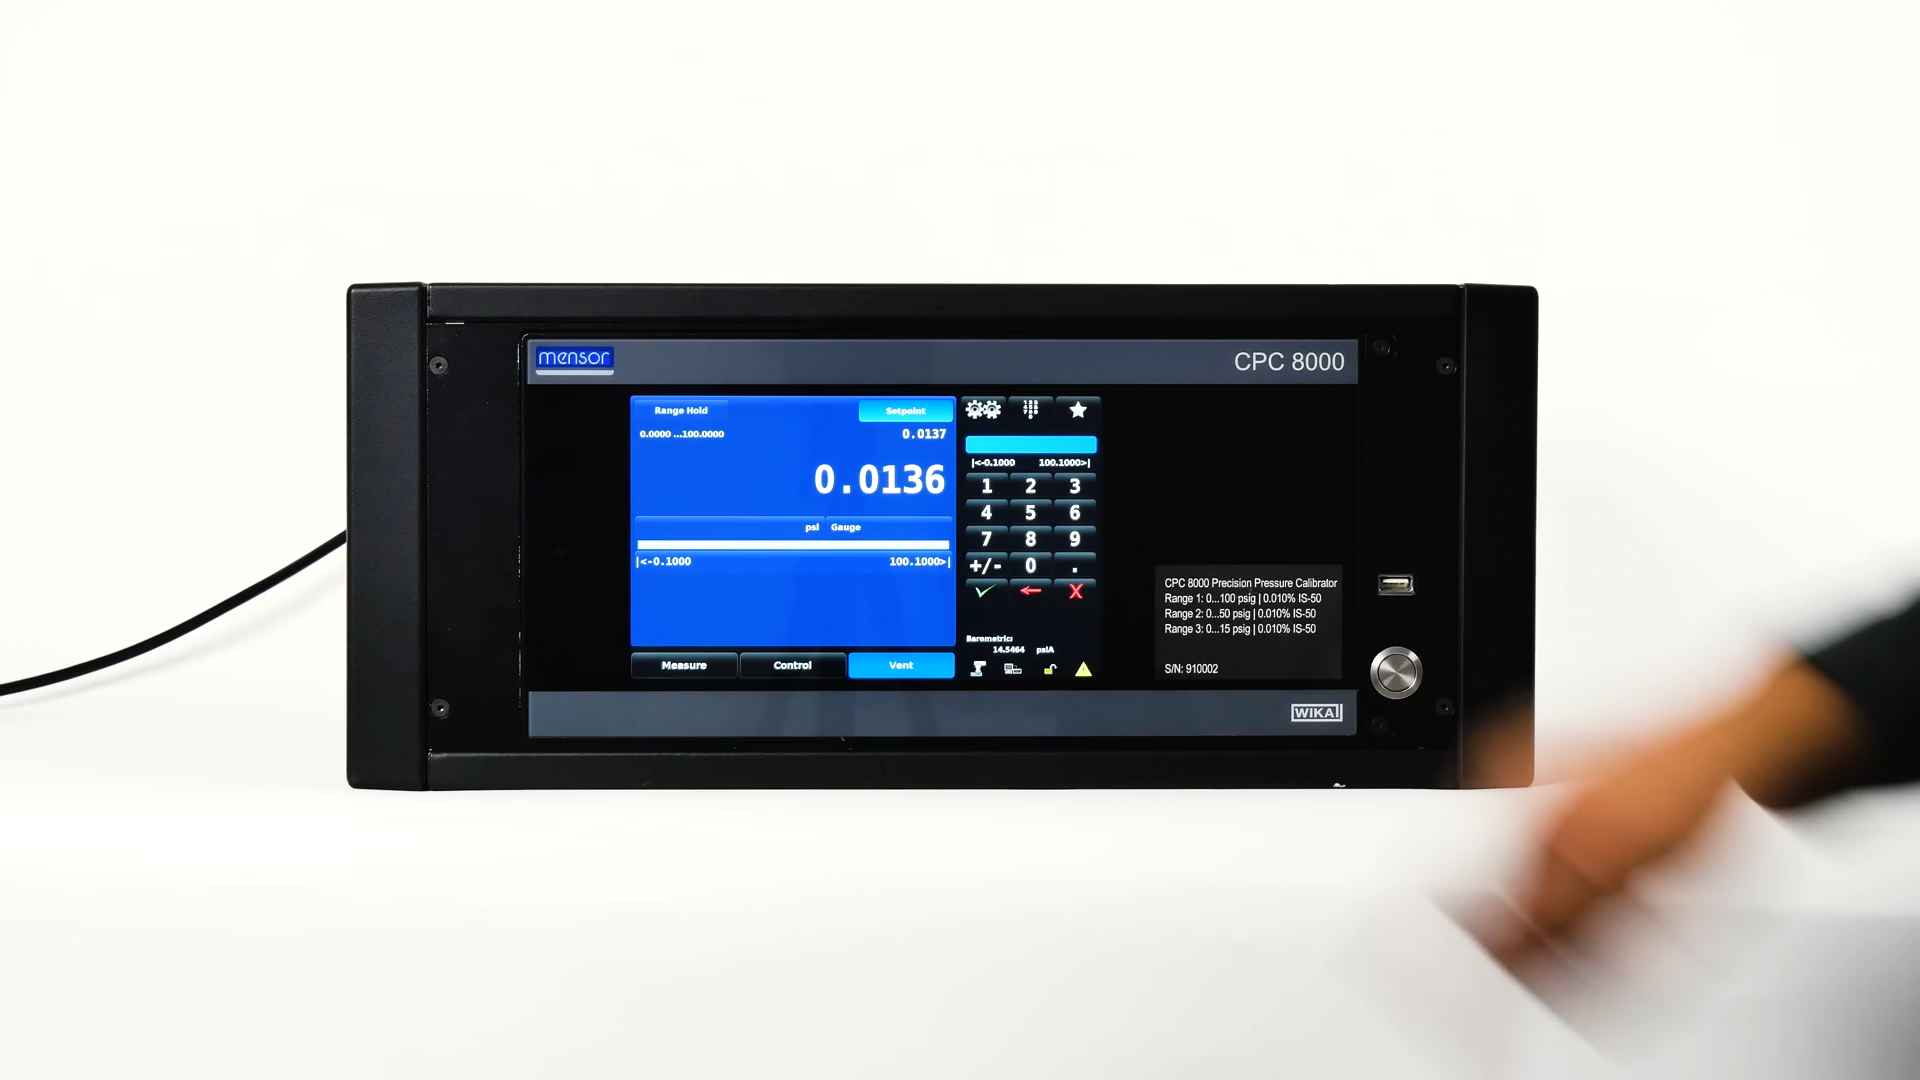 mensor
CPC 8000
Range Hold
Setpoint
0.0000 ...100.0000
0.0137
0.0136
psi Gauge
|<-0.1000 100.1000>|
Measure Control Vent
|<-0.1000 100.1000>|
1 2 3
4 5 6
7 8 9
+/- 0 .
X
Barometric:
14.5464 psiA
CPC 8000 Precision Pressure Calibrator
Range 1: 0...100 psig | 0.010% IS-50
Range 2: 0...50 psig | 0.010% IS-50
Range 3: 0...15 psig | 0.010% IS-50
S/N: 910002
WIKA